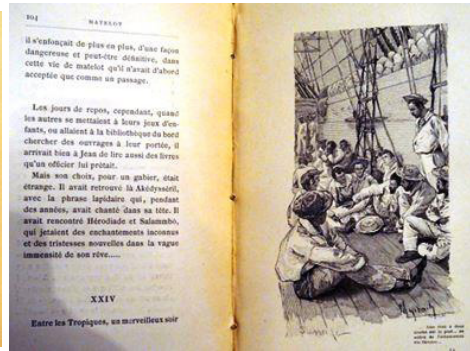 104
MATELOT
il s'enfonçait de plus en plus, d'une façon
dangereuse et peut-être définitive, dans
cette vie de matelot qu'il n'avait d'abord
acceptée que comme un passage.
Les jours de repos, cependant, quand
les autres se mettaient à leurs jeux d'en-
fants, ou allaient à la bibliothèque du bord
chercher des ouvrages à leur portée, il
arrivait bien à Jean de lire aussi des livres
qu'un officier lui prêtait.
Mais son choix, pour un gabier, était
étrange. Il avait retrouvé là Akëdysséril,
avec la phrase lapidaire qui, pendant
des années, avait chanté dans sa tête. Il
avait rencontré Hérodiade et Salammbô,
qui jetaient des enchantements inconnus
et des tristesses nouvelles dans la vague
immensité de son rêve.....
XXIV
Entre les Tropiques, un merveilleux soir